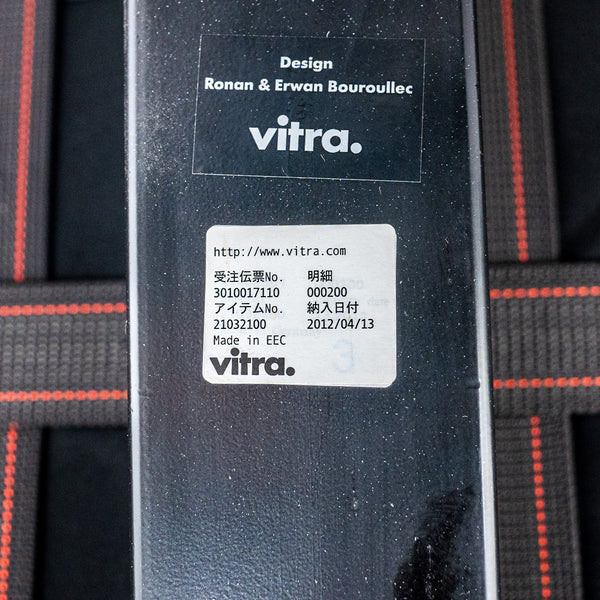 Design
Ronan & Erwan Bouroullec
vitra.
http://www.vitra.com
受注伝票No. 明細
3010017110 000200
アイテムNo. 納入日付
21032100 2012/04/13
Made in EEC
vitra.